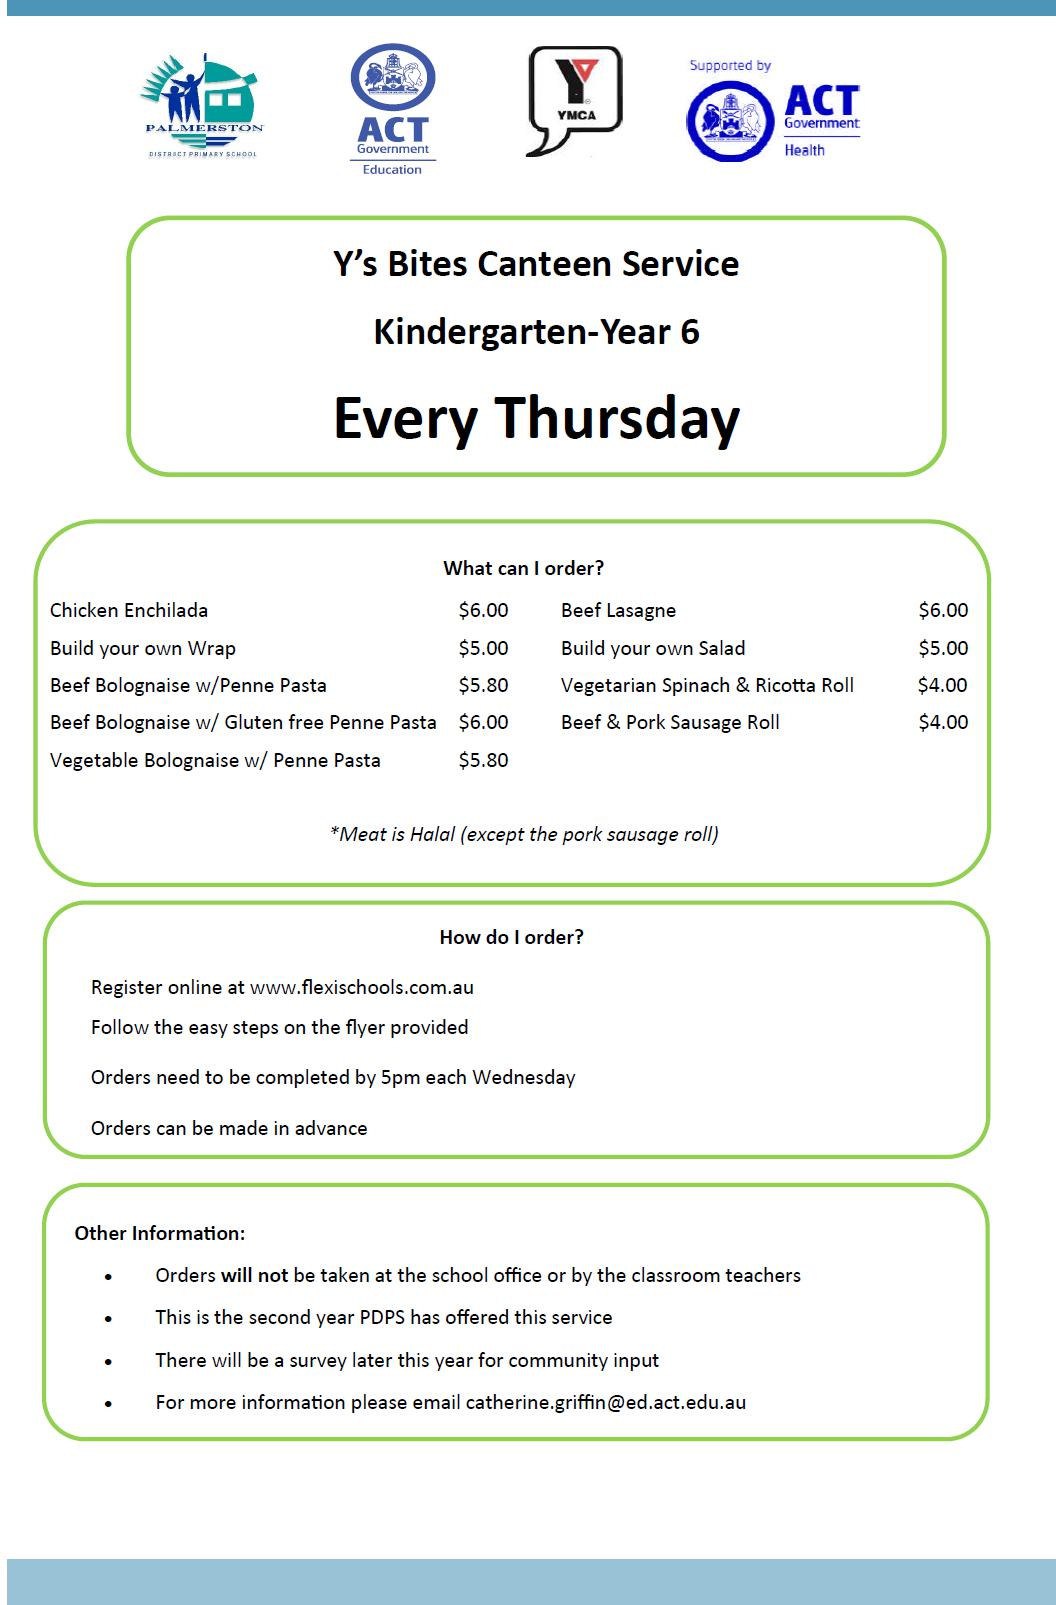 PALMERSTON
DISTRICT PRIMARY SCHOOL
ACT
Government
Education
Y
YMCA
Supported by
ACT
Government
Health
Y’s Bites Canteen Service
Kindergarten-Year 6
Every Thursday
What can I order?
Chicken Enchilada $6.00 Beef Lasagne $6.00
Build your own Wrap $5.00 Build your own Salad $5.00
Beef Bolognaise w/Penne Pasta $5.80 Vegetarian Spinach & Ricotta Roll $4.00
Beef Bolognaise w/ Gluten free Penne Pasta $6.00 Beef & Pork Sausage Roll $4.00
Vegetable Bolognaise w/ Penne Pasta $5.80
*Meat is Halal (except the pork sausage roll)
How do I order?
Register online at www.flexischools.com.au
Follow the easy steps on the flyer provided
Orders need to be completed by 5pm each Wednesday
Orders can be made in advance
Other Information:
• Orders will not be taken at the school office or by the classroom teachers
• This is the second year PDPS has offered this service
• There will be a survey later this year for community input
• For more information please email catherine.griffin@ed.act.edu.au